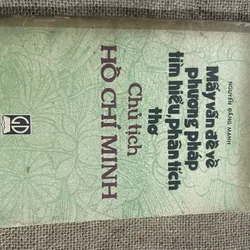 NGUYỄN ĐĂNG MẠNH
Mấy vấn đề về
phương pháp
tìm hiểu, phân tích
thơ
Chủ tịch
HỒ CHÍ MINH
GD